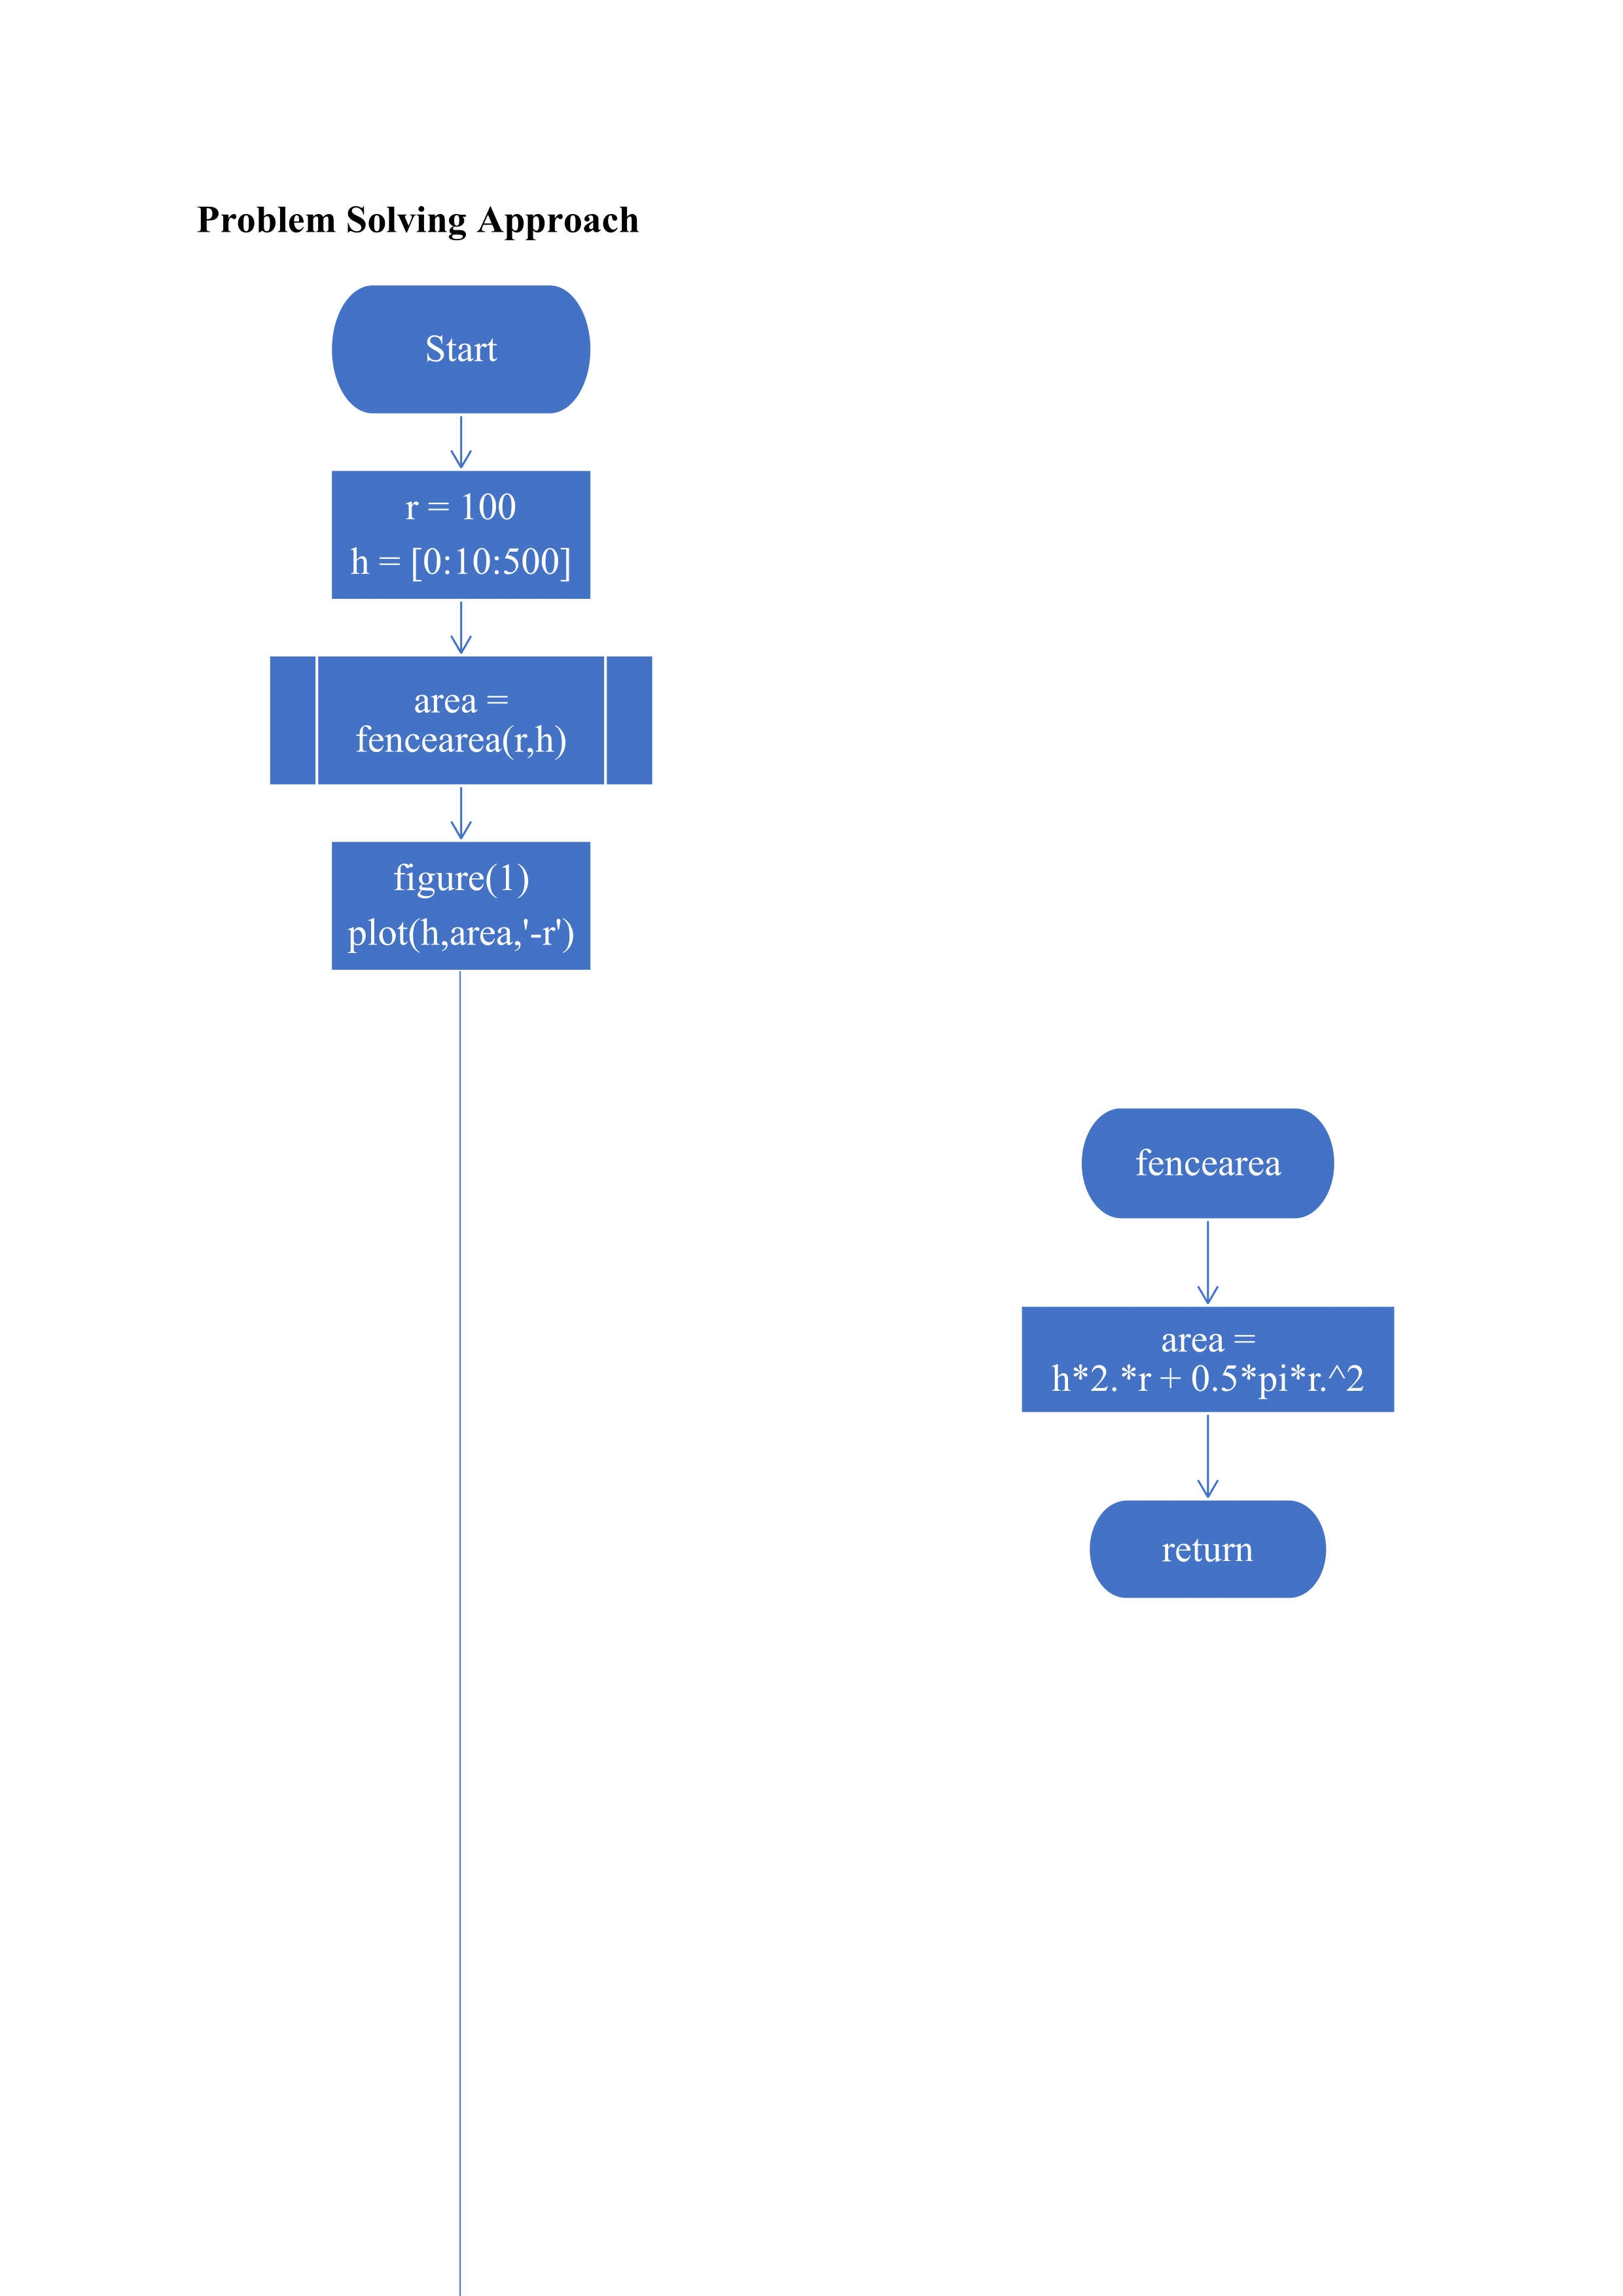 Problem Solving Approach
Start
r = 100
h = [0:10:500]
area =
fencearea(r,h)
figure(1)
plot(h,area,'-r')
fencearea
area =
h*2.*r + 0.5*pi*r.^2
return